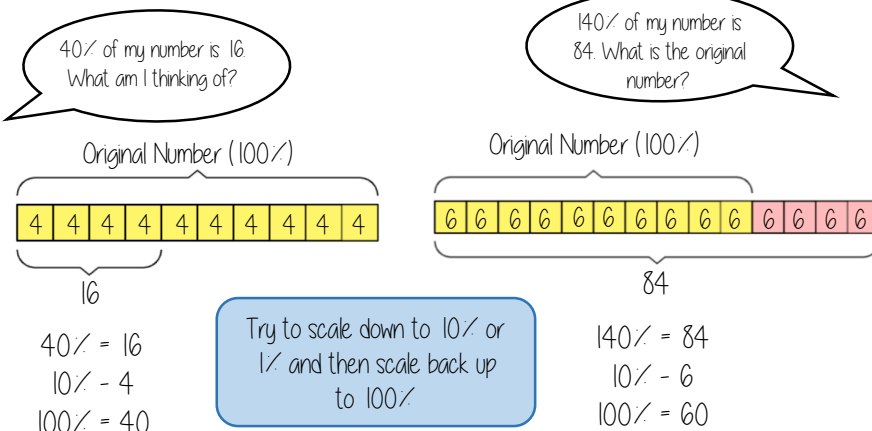 40% of my number is 16.
What am I thinking of?
140% of my number is
84. What is the original
number?
Original Number (100%)
Original Number (100%)
4 4 4 4 4 4 4 4 4 4
6 6 6 6 6 6 6 6 6 6 6 6 6 6
16
84
40% = 16
10% - 4
100% = 40
Try to scale down to 10% or
1% and then scale back up
to 100%
140% = 84
10% - 6
100% = 60